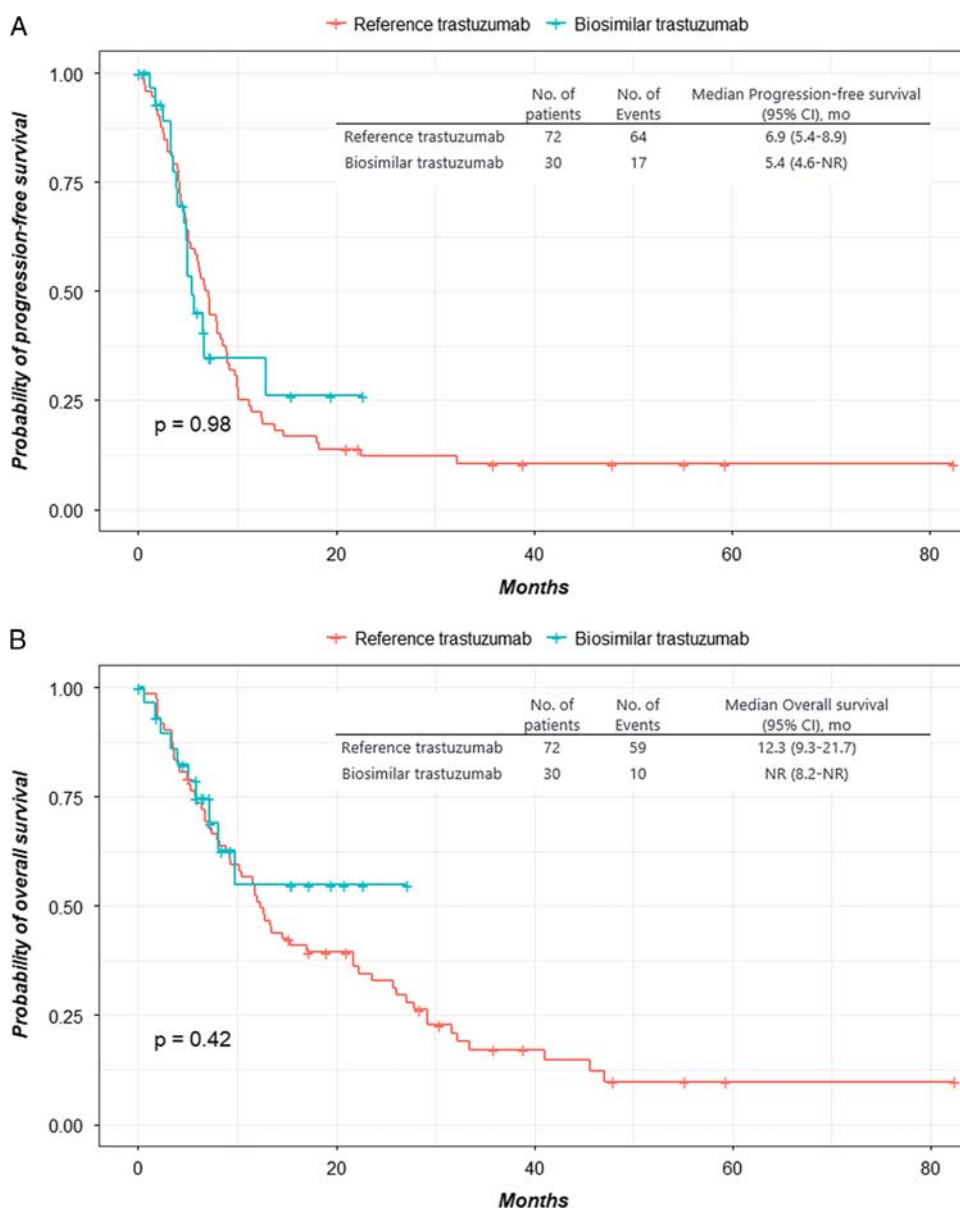 A
Reference trastuzumab Biosimilar trastuzumab
Probability of progression-free survival
1.00
0.75
0.50
0.25
0.00
No. of patients No. of Events Median Progression-free survival (95% CI), mo
Reference trastuzumab 72 64 6.9 (5.4-8.9)
Biosimilar trastuzumab 30 17 5.4 (4.6-NR)
p = 0.98
0 20 40 60 80
Months
B
Reference trastuzumab Biosimilar trastuzumab
Probability of overall survival
1.00
0.75
0.50
0.25
0.00
No. of patients No. of Events Median Overall survival (95% CI), mo
Reference trastuzumab 72 59 12.3 (9.3-21.7)
Biosimilar trastuzumab 30 10 NR (8.2-NR)
p = 0.42
0 20 40 60 80
Months